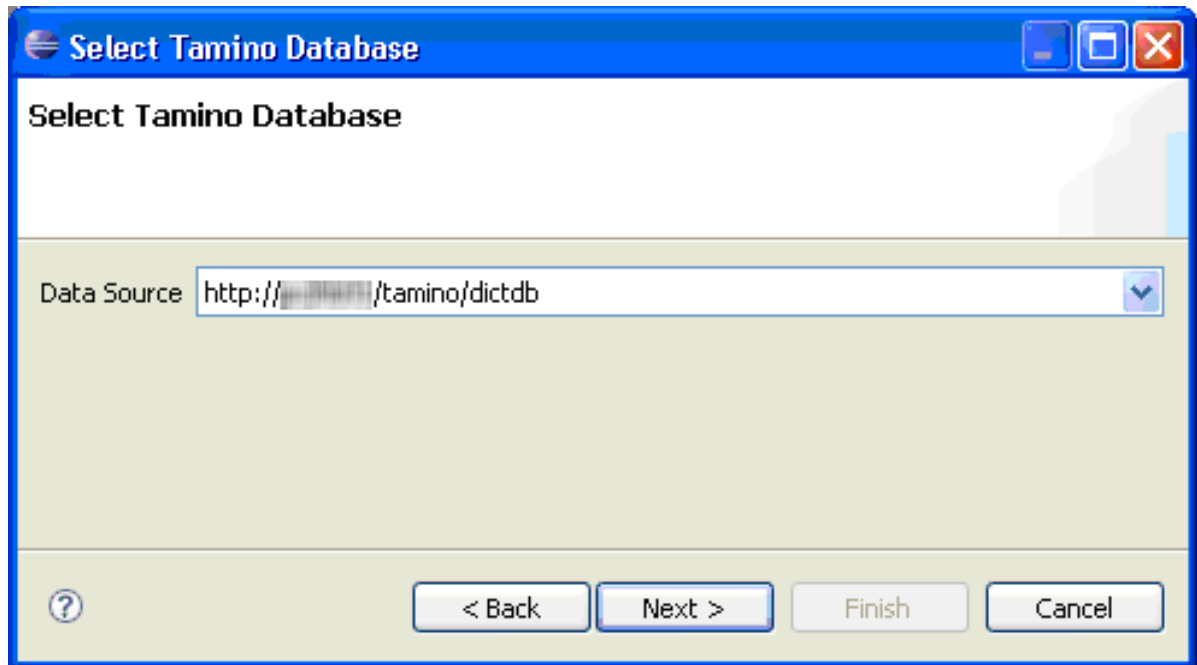 Select Tamino Database
Select Tamino Database
Data Source http:// /tamino/dictdb
? < Back Next > Finish Cancel